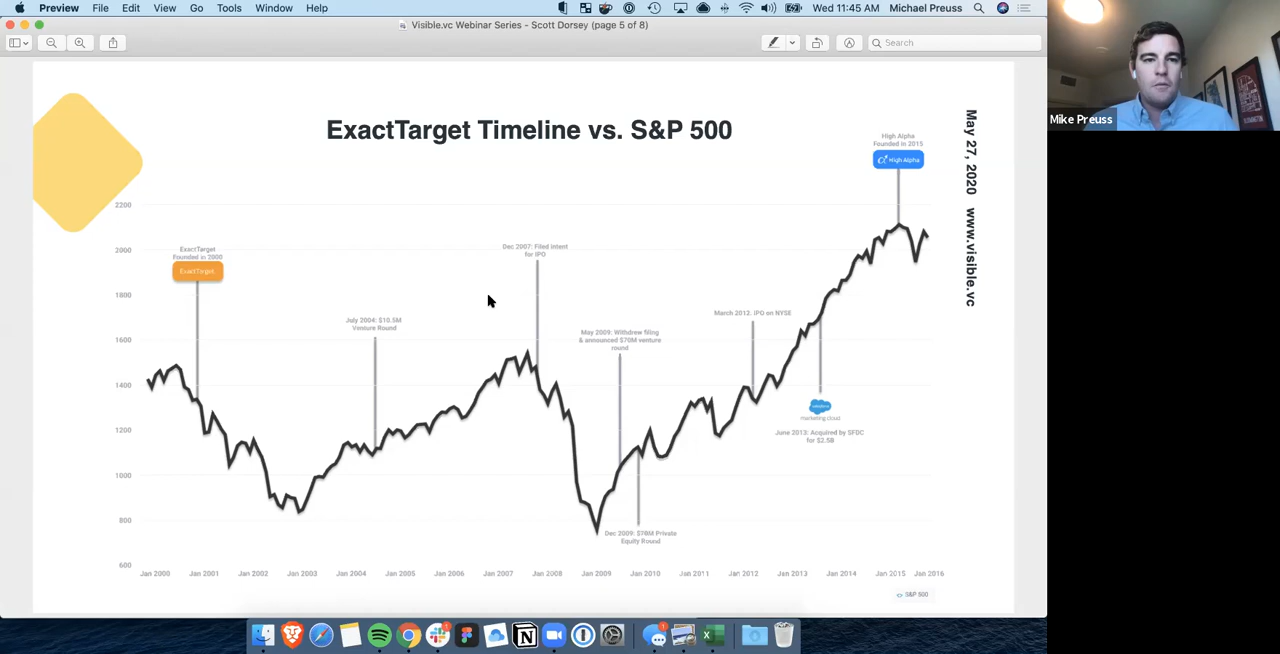 Preview File Edit View Go Tools Window Help
Wed 11:45 AM Michael Preuss
Visible.vc Webinar Series - Scott Dorsey (page 5 of 8)
Search
Mike Preuss
ExactTarget Timeline vs. S&P 500
May 27, 2020 www.visible.vc
High Alpha
Founded in 2015
High Alpha
2200
2000
1800
1600
1400
1200
1000
800
600
ExactTarget
Founded in 2000
ExactTarget
July 2004: $10.5M
Venture Round
Dec 2007: Filed intent
for IPO
May 2009: Withdrew filing
& announced $70M venture
round
Dec 2009: $70M Private
Equity Round
March 2012: IPO on NYSE
salesforce
marketing cloud
June 2013: Acquired by SFDC
for $2.5B
Jan 2000 Jan 2001 Jan 2002 Jan 2003 Jan 2004 Jan 2005 Jan 2006 Jan 2007 Jan 2008 Jan 2009 Jan 2010 Jan 2011 Jan 2012 Jan 2013 Jan 2014 Jan 2015 Jan 2016
S&P 500